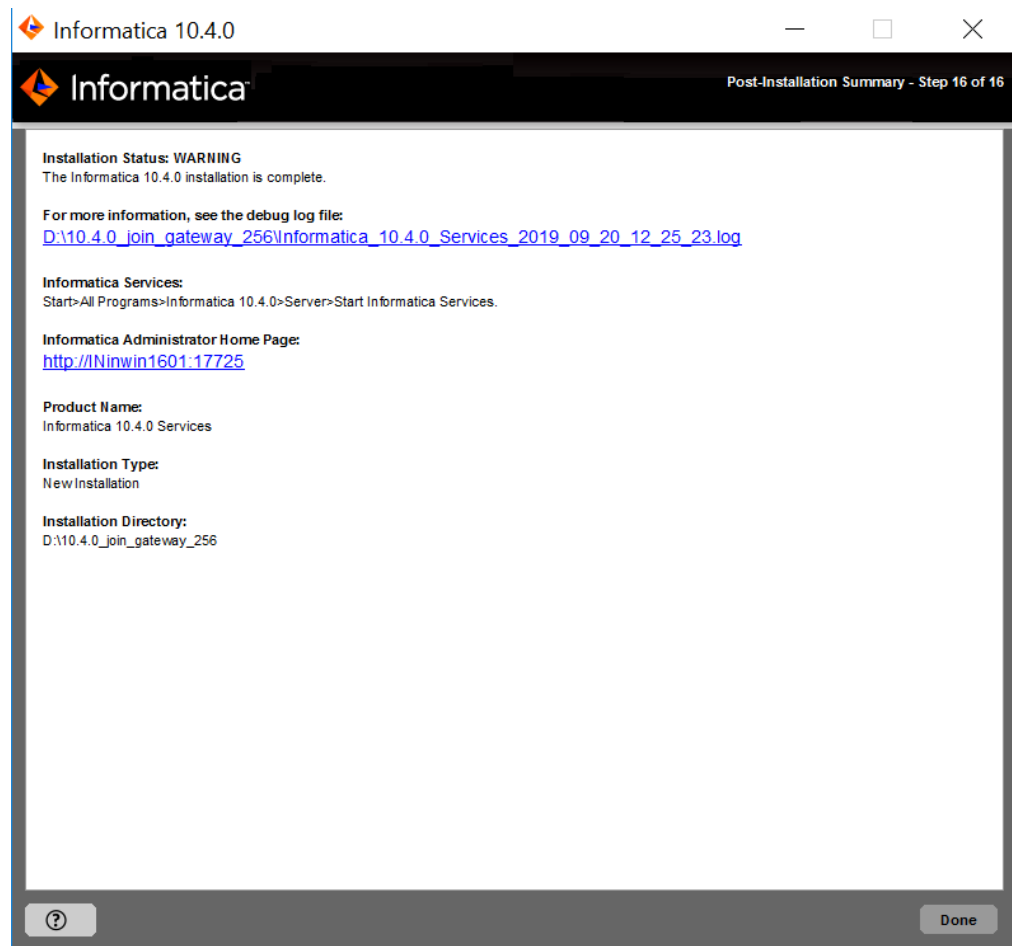 Informatica 10.4.0
Informatica
Post-Installation Summary - Step 16 of 16
Installation Status: WARNING
The Informatica 10.4.0 installation is complete.
For more information, see the debug log file:
D:\10.4.0_join_gateway_256\Informatica_10.4.0_Services_2019_09_20_12_25_23.log
Informatica Services:
Start>All Programs>Informatica 10.4.0>Server>Start Informatica Services.
Informatica Administrator Home Page:
http://INinwin1601:17725
Product Name:
Informatica 10.4.0 Services
Installation Type:
New Installation
Installation Directory:
D:\10.4.0_join_gateway_256
?
Done